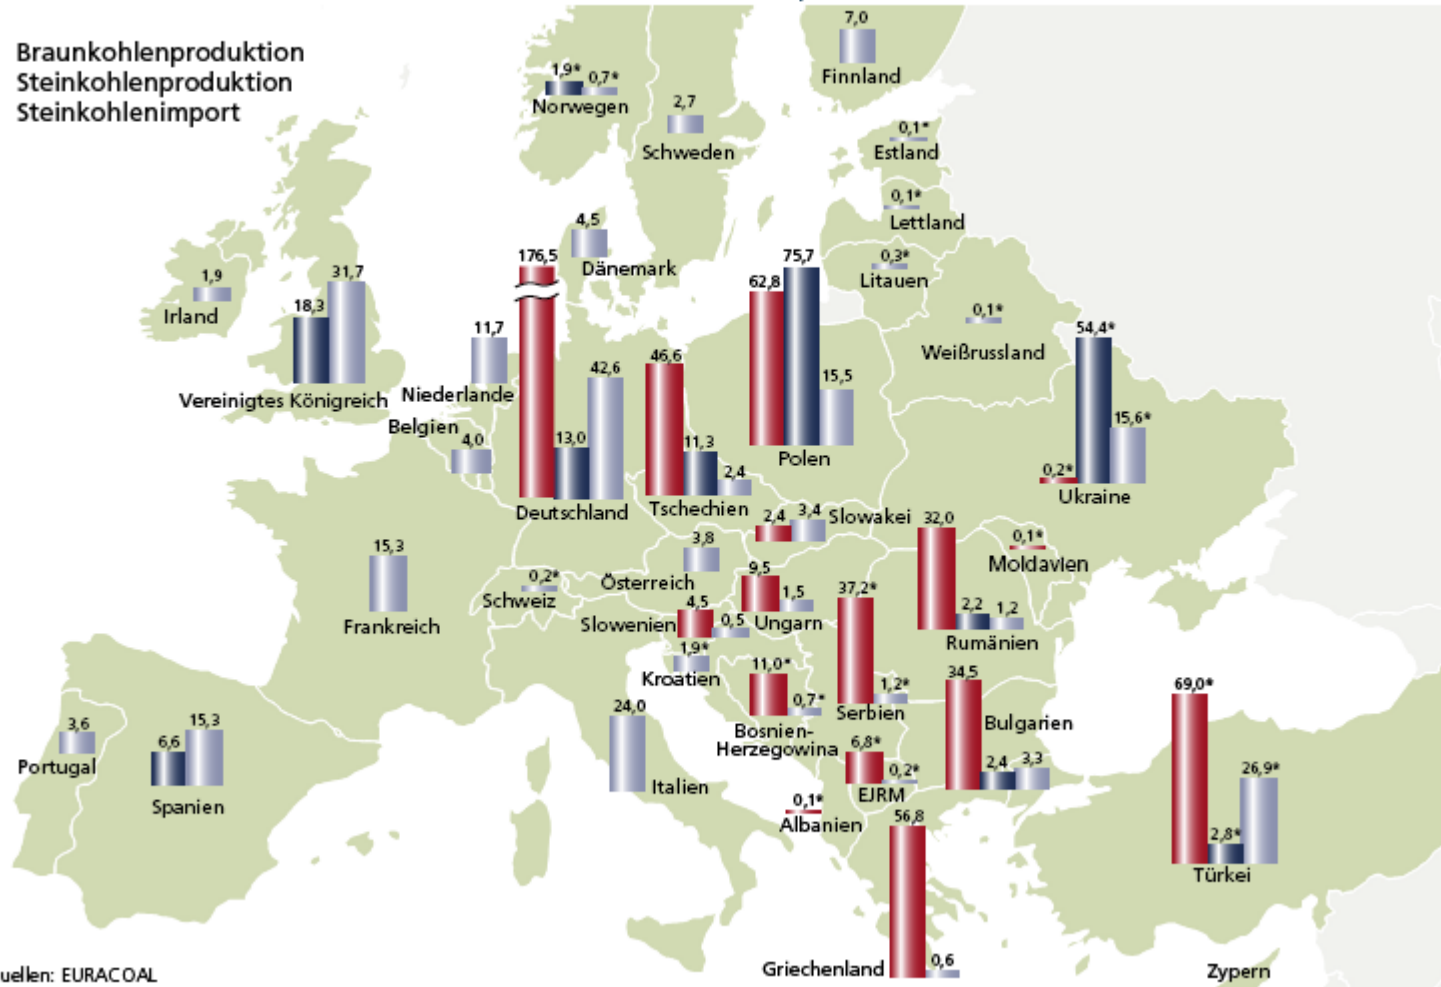 Braunkohlenproduktion
Steinkohlenproduktion
Steinkohlenimport
7,0
Finnland
1,9* 0,7*
Norwegen
2,7
Schweden
0,1*
Estland
0,1*
Lettland
0,3*
Litauen
0,1*
Weißrussland
4,5
Dänemark
1,9
Irland
18,3 31,7
Vereinigtes Königreich
11,7
Niederlande
Belgien
4,0
176,5 13,0 42,6
Deutschland
46,6 11,3 2,4
Tschechien
62,8 75,7 15,5
Polen
0,2* 54,4* 15,6*
Ukraine
2,4 3,4 Slowakei
32,0 2,2 1,2
Rumänien
0,1*
Moldavien
15,3
Frankreich
0,2*
Schweiz
3,8
Österreich
9,5 1,5
Ungarn
4,5 0,5
Slowenien
1,9*
Kroatien
11,0* 0,7*
Bosnien-
Herzegowina
37,2* 1,2*
Serbien
34,5 2,4 3,3
Bulgarien
6,8* 0,2*
EJRM
0,1*
Albanien
24,0
Italien
3,6
Portugal
6,6 15,3
Spanien
56,8 0,6
Griechenland
69,0* 2,8* 26,9*
Türkei
Zypern
uellen: EURACOAL